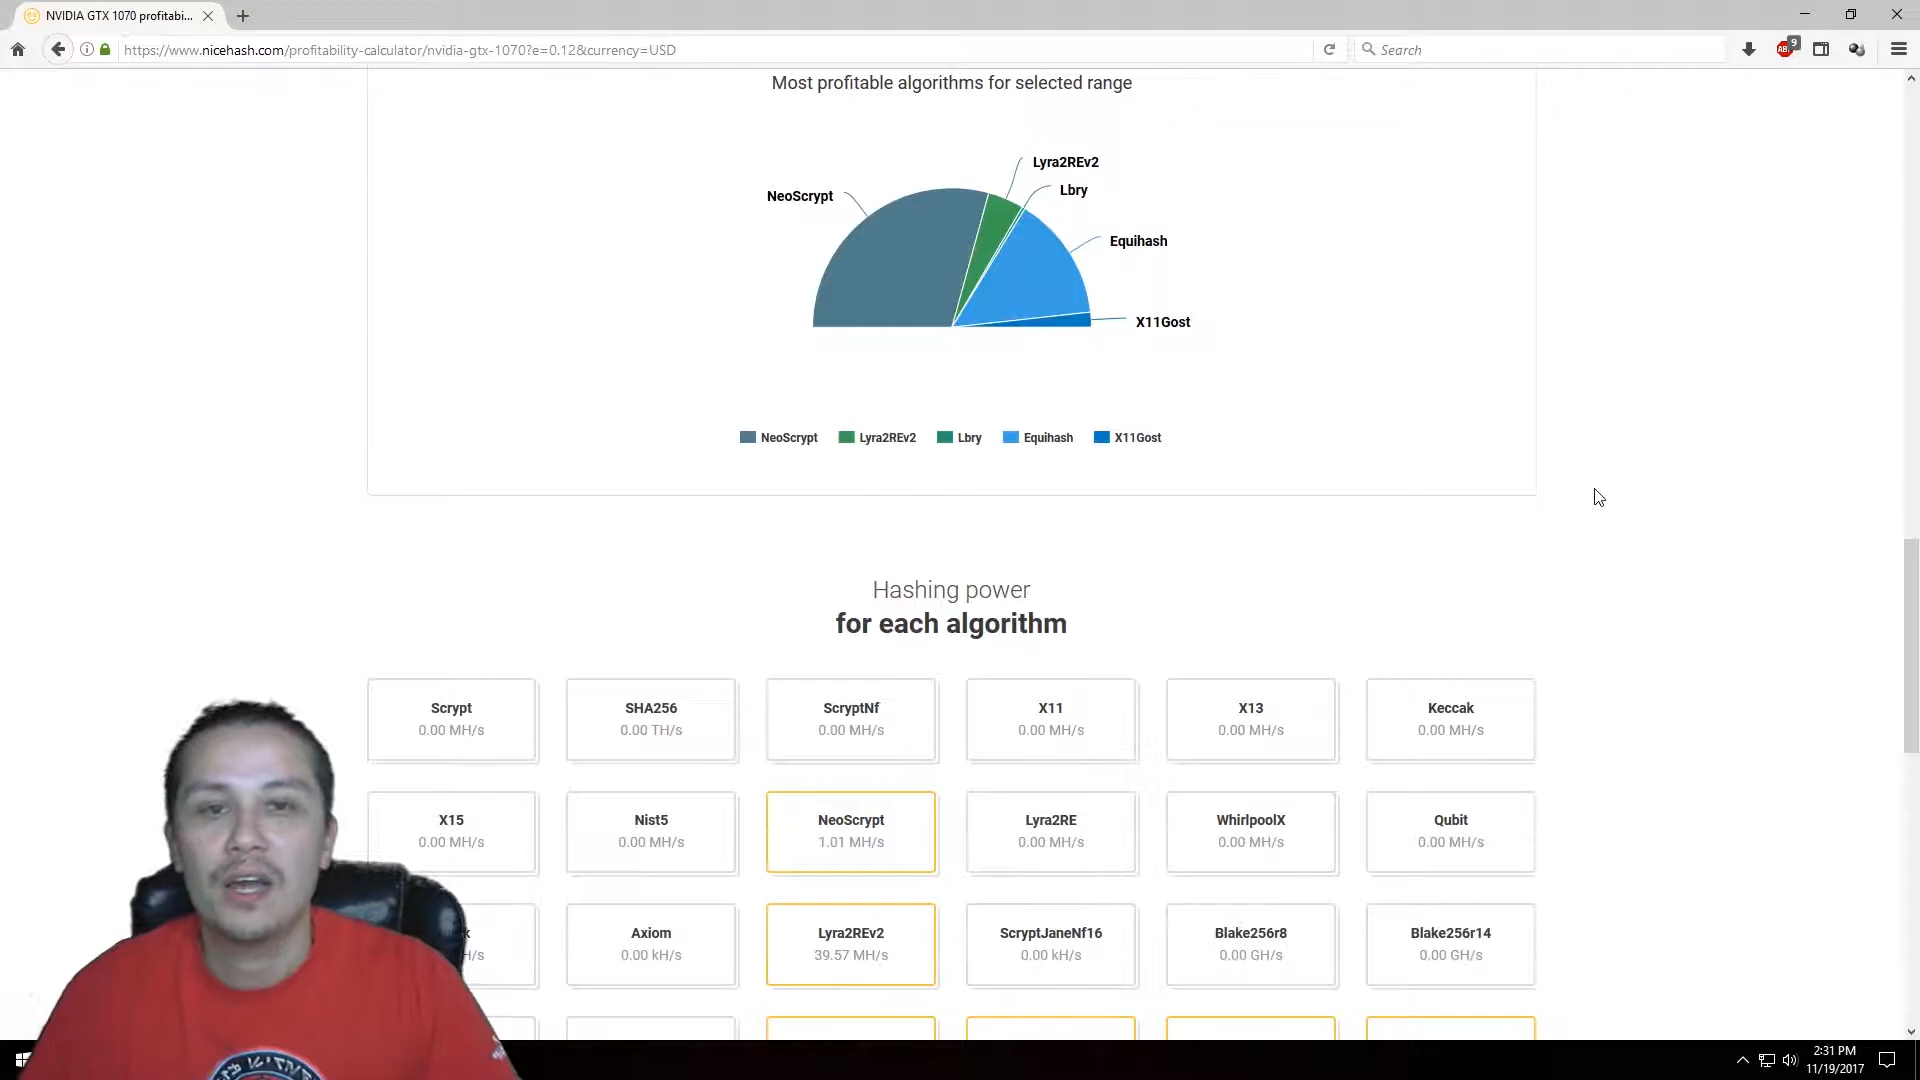 NVIDIA GTX 1070 profitabi...
https://www.nicehash.com/profitability-calculator/nvidia-gtx-1070?e=0.12&currency=USD
Search
ABP
9
Most profitable algorithms for selected range
Lyra2REv2
NeoScrypt
Lbry
Equihash
X11Gost
NeoScrypt Lyra2REv2 Lbry Equihash X11Gost
Hashing power
for each algorithm
Scrypt SHA256 ScryptNf X11 X13 Keccak
0.00 MH/s 0.00 TH/s 0.00 MH/s 0.00 MH/s 0.00 MH/s 0.00 MH/s
X15 Nist5 NeoScrypt Lyra2RE WhirlpoolX Qubit
0.00 MH/s 0.00 MH/s 1.01 MH/s 0.00 MH/s 0.00 MH/s 0.00 MH/s
Axiom Lyra2REv2 ScryptJaneNf16 Blake256r8 Blake256r14
0.00 kH/s 39.57 MH/s 0.00 kH/s 0.00 GH/s 0.00 GH/s
2:31 PM
11/19/2017